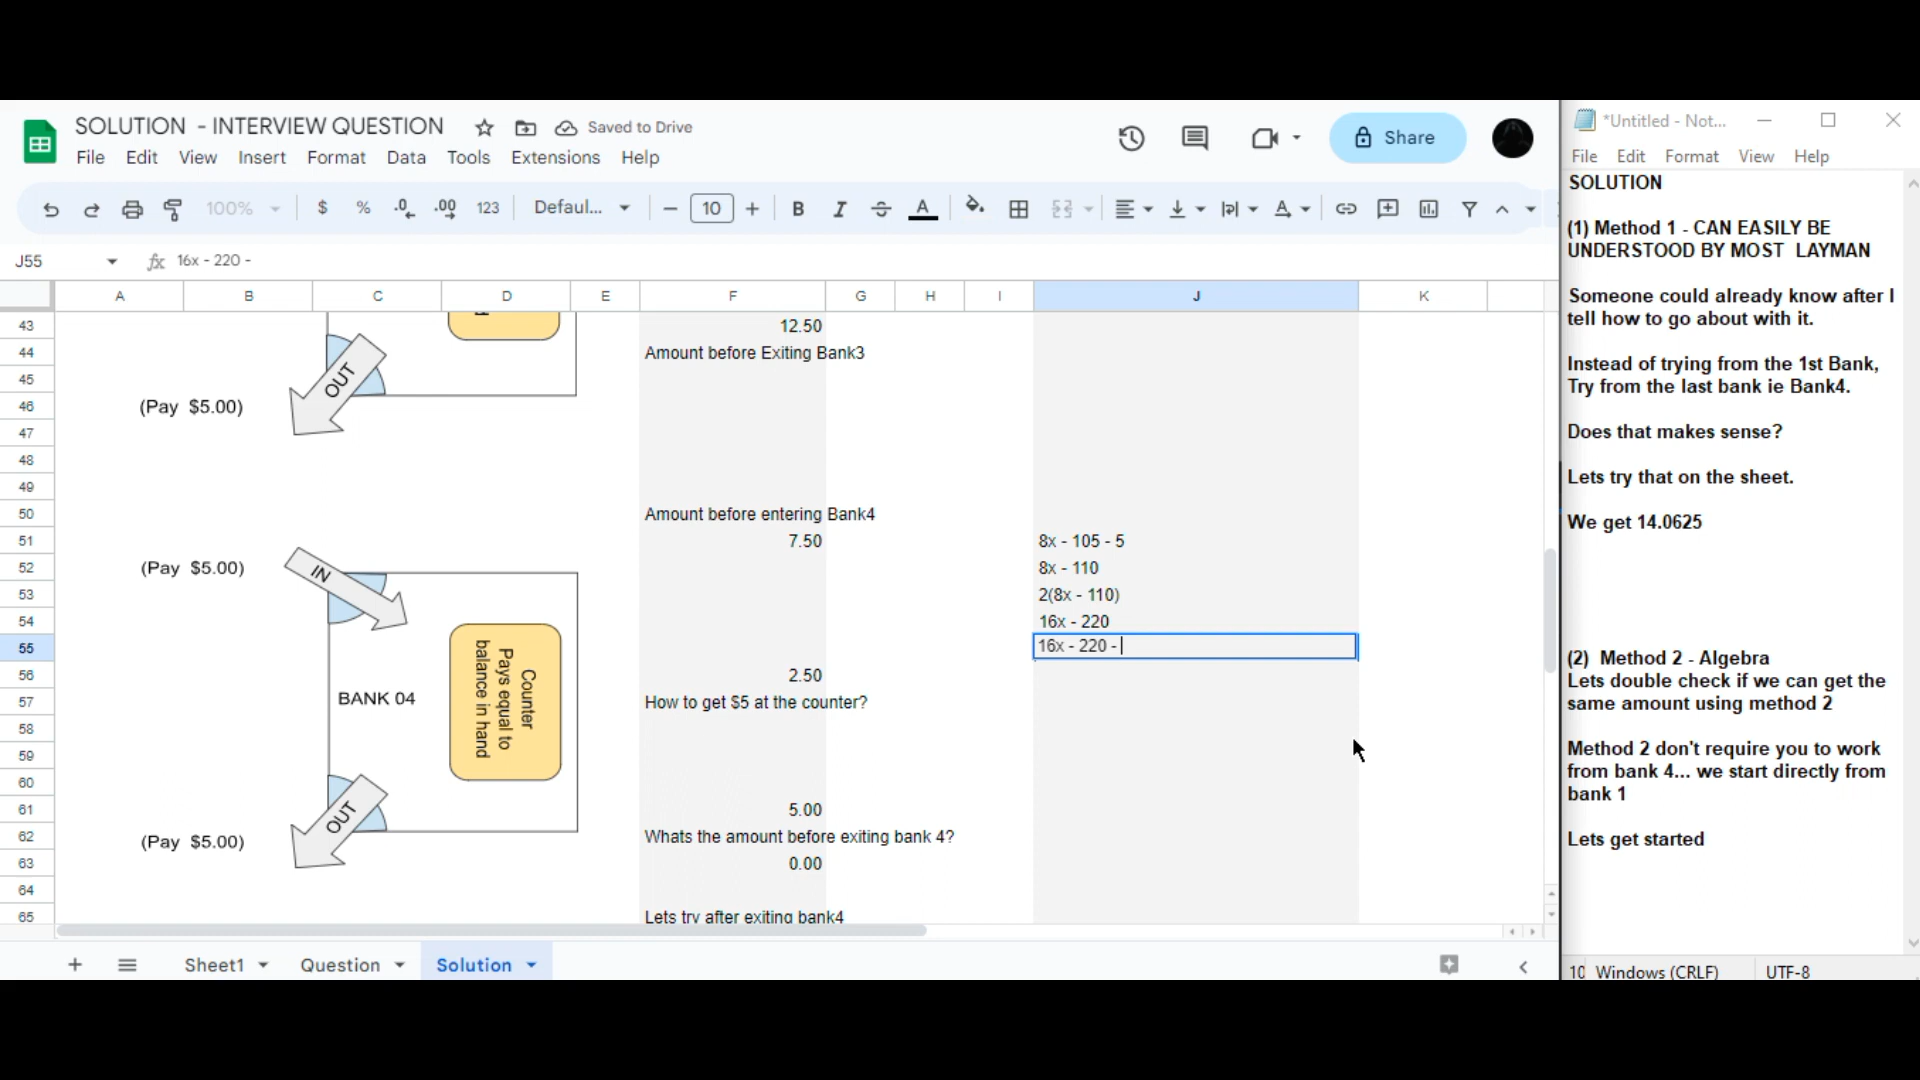 SOLUTION - INTERVIEW QUESTION
Saved to Drive
Share
File Edit View Insert Format Data Tools Extensions Help
100% $ % .0 .00 123 Defaul... 10 B I A
J55 fx 16x - 220 -
A B C D E F G H I J K
43 12.50
44 Amount before Exiting Bank3
45
OUT
46 (Pay $5.00)
47
48
49
50 Amount before entering Bank4
51 7.50 8x - 105 - 5
52 (Pay $5.00) IN 8x - 110
53 2(8x - 110)
54 16x - 220
55 16x - 220 -
56 2.50
57 How to get $5 at the counter?
BANK 04
Counter
Pays equal to
balance in hand
58
59
60
61 5.00
OUT
62 (Pay $5.00) Whats the amount before exiting bank 4?
63 0.00
64
65 Lets try after exiting bank4
Sheet1 Question Solution
*Untitled - Not...
File Edit Format View Help
SOLUTION
(1) Method 1 - CAN EASILY BE
UNDERSTOOD BY MOST LAYMAN
Someone could already know after I
tell how to go about with it.
Instead of trying from the 1st Bank,
Try from the last bank ie Bank4.
Does that makes sense?
Lets try that on the sheet.
We get 14.0625
(2) Method 2 - Algebra
Lets double check if we can get the
same amount using method 2
Method 2 don't require you to work
from bank 4... we start directly from
bank 1
Lets get started
10 Windows (CRLF) UTF-8